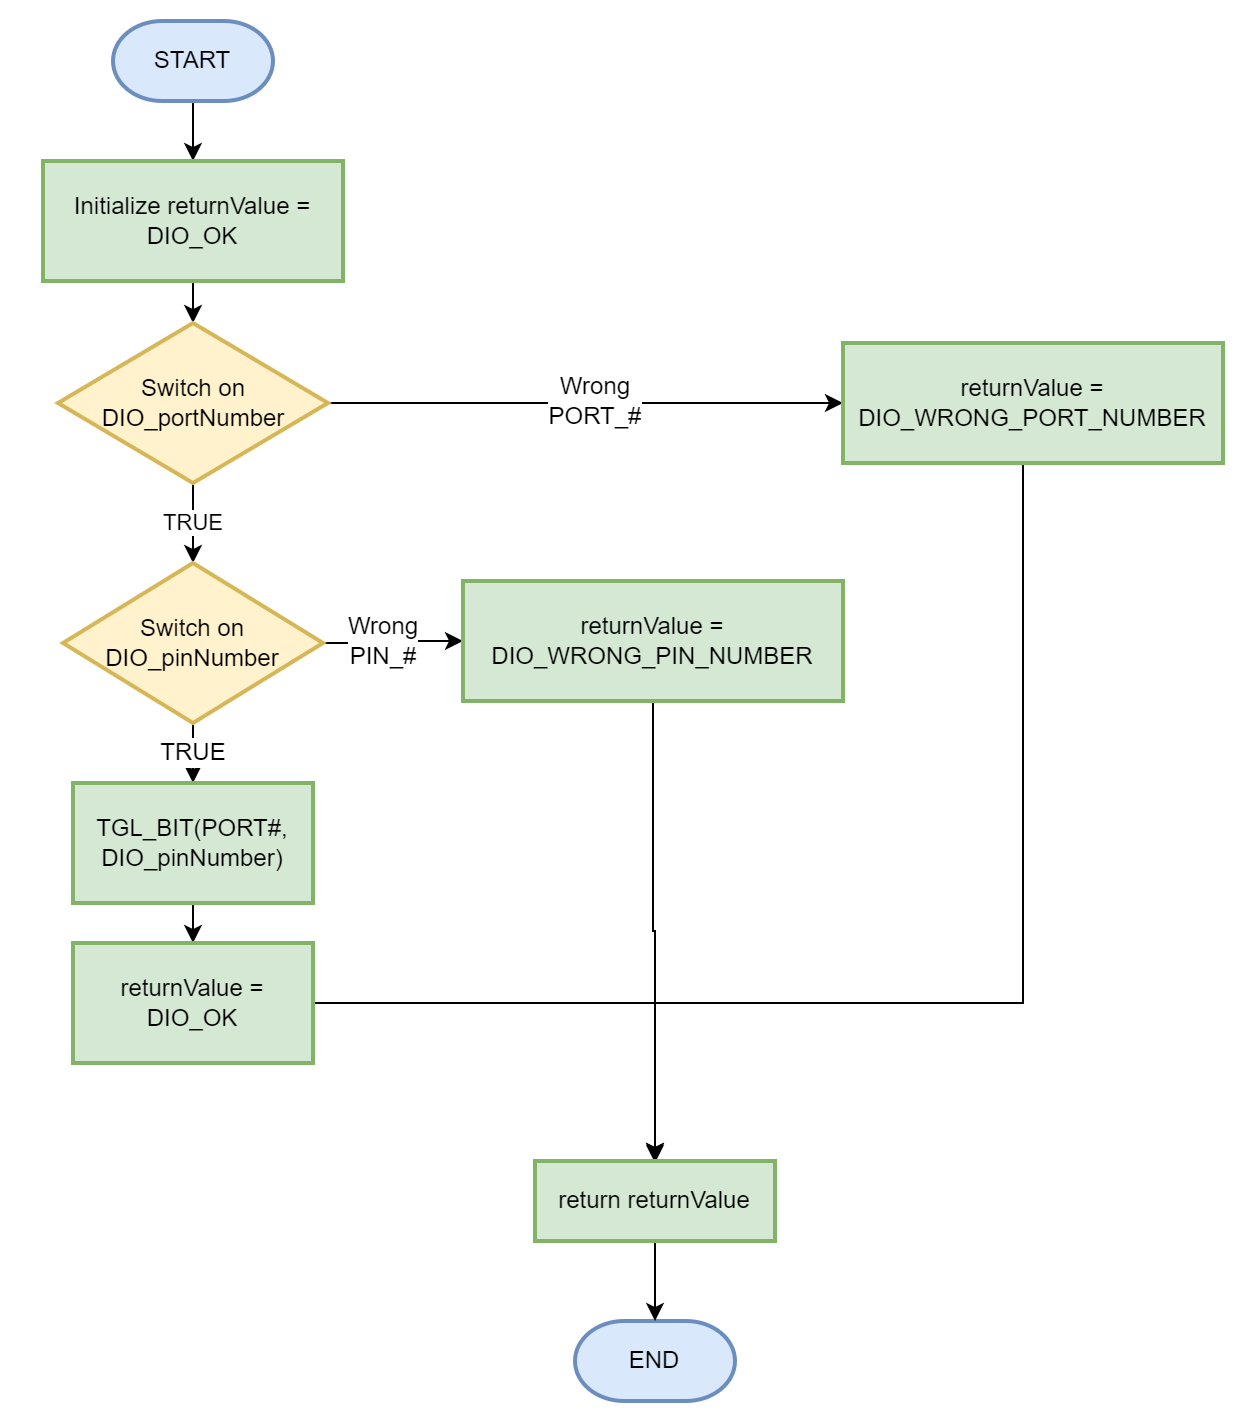 START
Initialize returnValue =
DIO_OK
Switch on
DIO_portNumber
Wrong
PORT_#
returnValue =
DIO_WRONG_PORT_NUMBER
TRUE
Switch on
DIO_pinNumber
Wrong
PIN_#
returnValue =
DIO_WRONG_PIN_NUMBER
TRUE
TGL_BIT(PORT#,
DIO_pinNumber)
returnValue =
DIO_OK
return returnValue
END